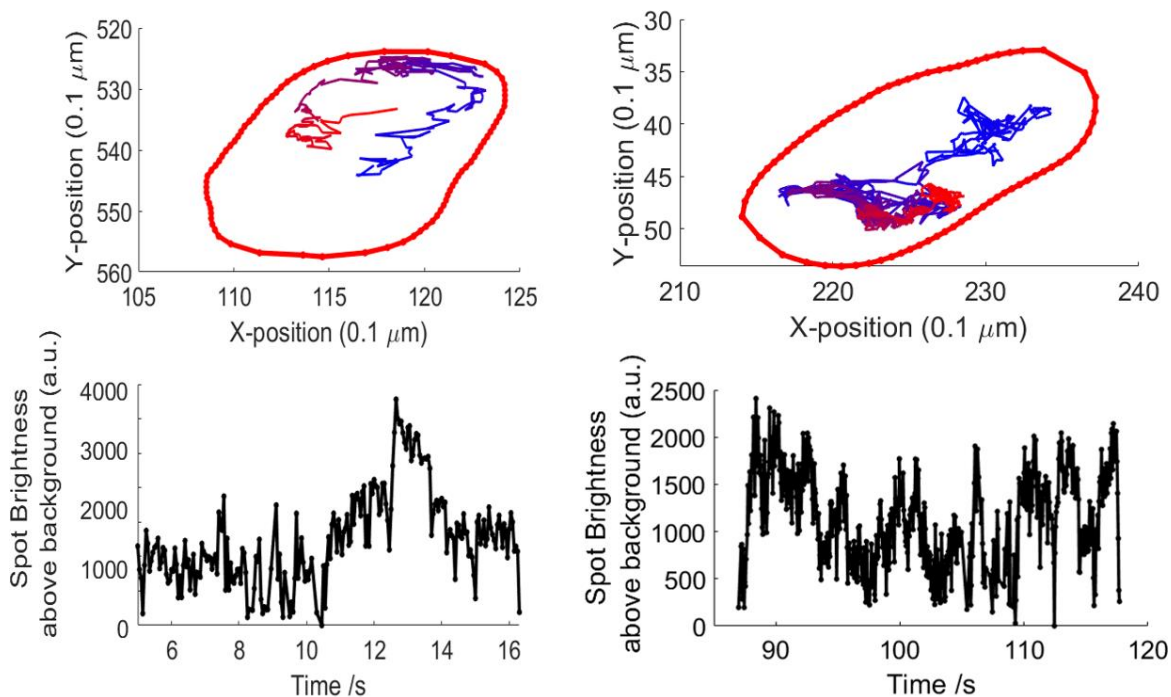 520
530
540
550
560
Y-position (0.1 μm)
105 110 115 120 125
X-position (0.1 μm)
30
35
40
45
50
Y-position (0.1 μm)
210 220 230 240
X-position (0.1 μm)
4000
3000
2000
1000
0
Spot Brightness
above background (a.u.)
6 8 10 12 14 16
Time /s
2500
2000
1500
1000
500
0
Spot Brightness
above background (a.u.)
90 100 110 120
Time /s